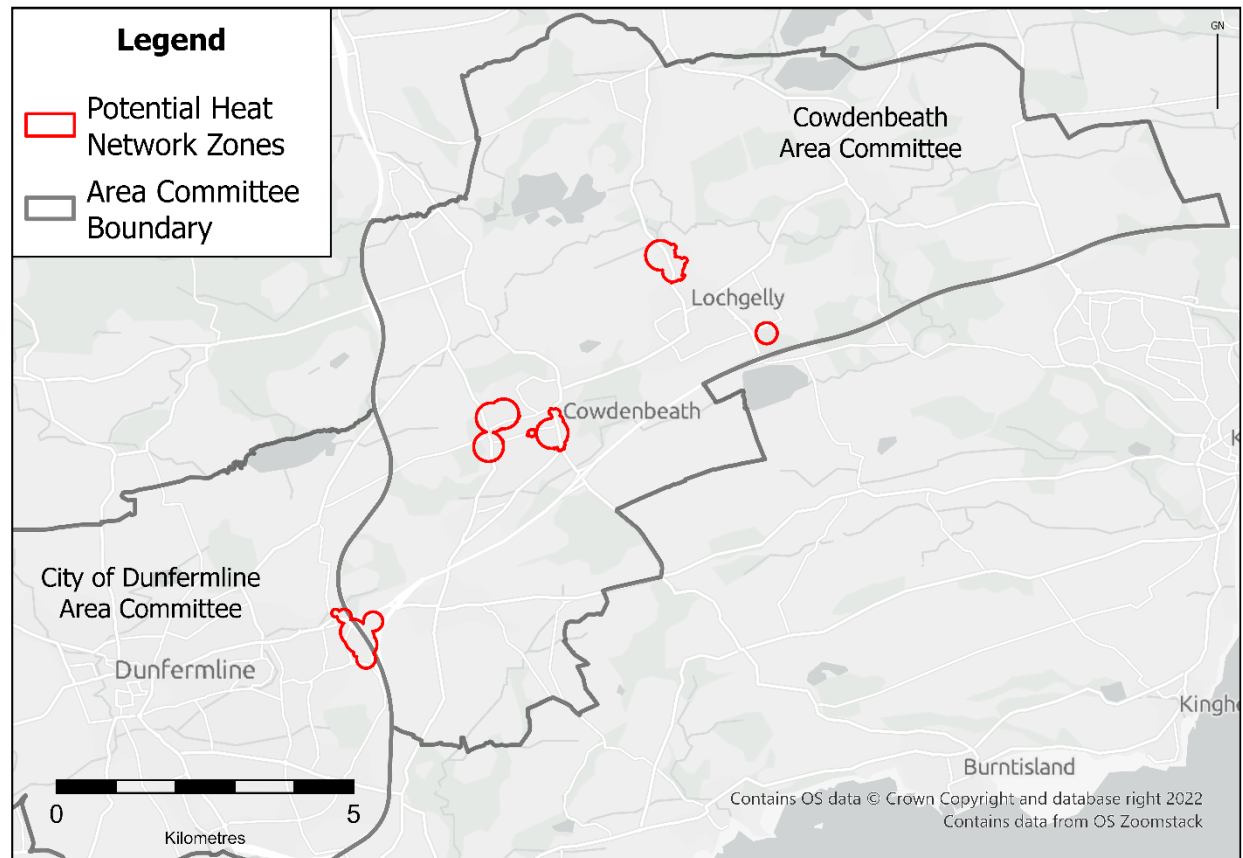 Legend
Potential Heat
Network Zones
Area Committee
Boundary
GN
Cowdenbeath
Area Committee
Lochgelly
Cowdenbeath
City of Dunfermline
Area Committee
Dunfermline
K
Kingho
Burntisland
0
5
Kilometres
Contains OS data © Crown Copyright and database right 2022
Contains data from OS Zoomstack